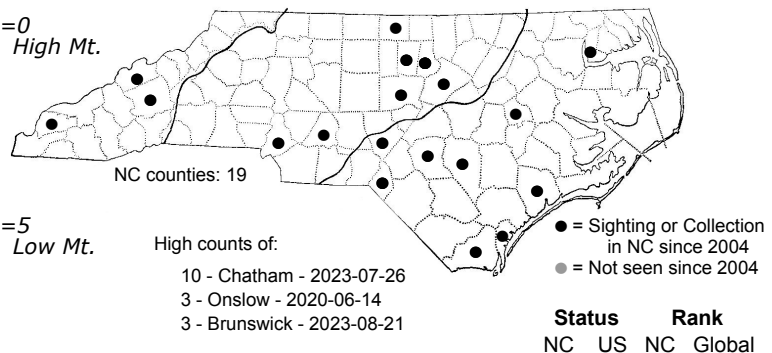 =0
High Mt.
NC counties: 19
=5
Low Mt.
High counts of:
10 - Chatham - 2023-07-26
3 - Onslow - 2020-06-14
3 - Brunswick - 2023-08-21
= Sighting or Collection
in NC since 2004
= Not seen since 2004
Status Rank
NC US NC Global